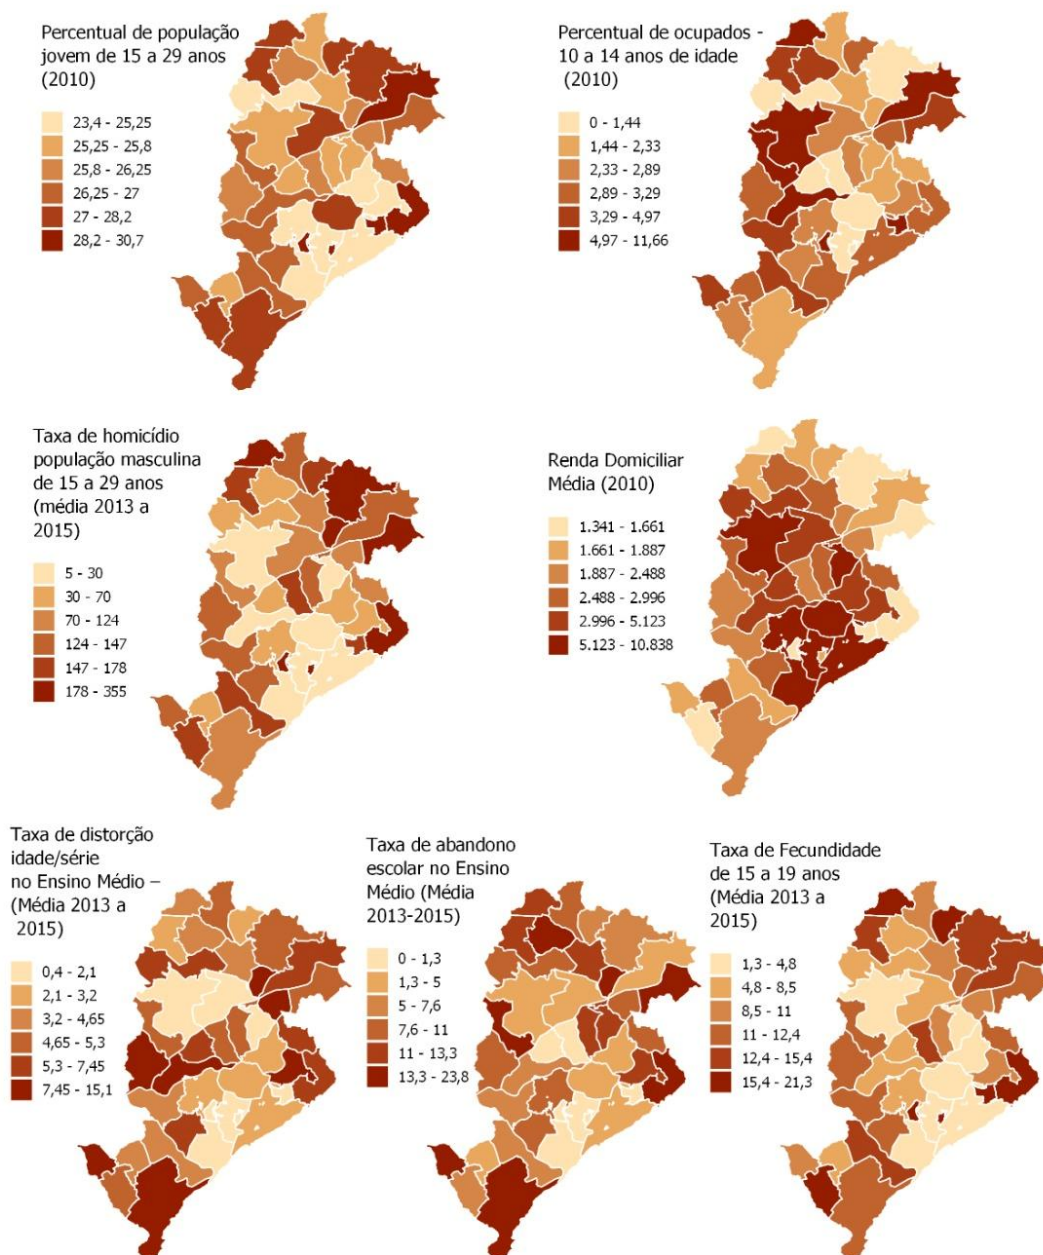 Percentual de população
jovem de 15 a 29 anos
(2010)
23,4 - 25,25
25,25 - 25,8
25,8 - 26,25
26,25 - 27
27 - 28,2
28,2 - 30,7
Percentual de ocupados -
10 a 14 anos de idade
(2010)
0 - 1,44
1,44 - 2,33
2,33 - 2,89
2,89 - 3,29
3,29 - 4,97
4,97 - 11,66
Taxa de homicídio
população masculina
de 15 a 29 anos
(média 2013 a
2015)
5 - 30
30 - 70
70 - 124
124 - 147
147 - 178
178 - 355
Renda Domiciliar
Média (2010)
1.341 - 1.661
1.661 - 1.887
1.887 - 2.488
2.488 - 2.996
2.996 - 5.123
5.123 - 10.838
Taxa de distorção
idade/série
no Ensino Médio –
(Média 2013 a
2015)
0,4 - 2,1
2,1 - 3,2
3,2 - 4,65
4,65 - 5,3
5,3 - 7,45
7,45 - 15,1
Taxa de abandono
escolar no Ensino
Médio (Média
2013-2015)
0 - 1,3
1,3 - 5
5 - 7,6
7,6 - 11
11 - 13,3
13,3 - 23,8
Taxa de Fecundidade
de 15 a 19 anos
(Média 2013 a
2015)
1,3 - 4,8
4,8 - 8,5
8,5 - 11
11 - 12,4
12,4 - 15,4
15,4 - 21,3